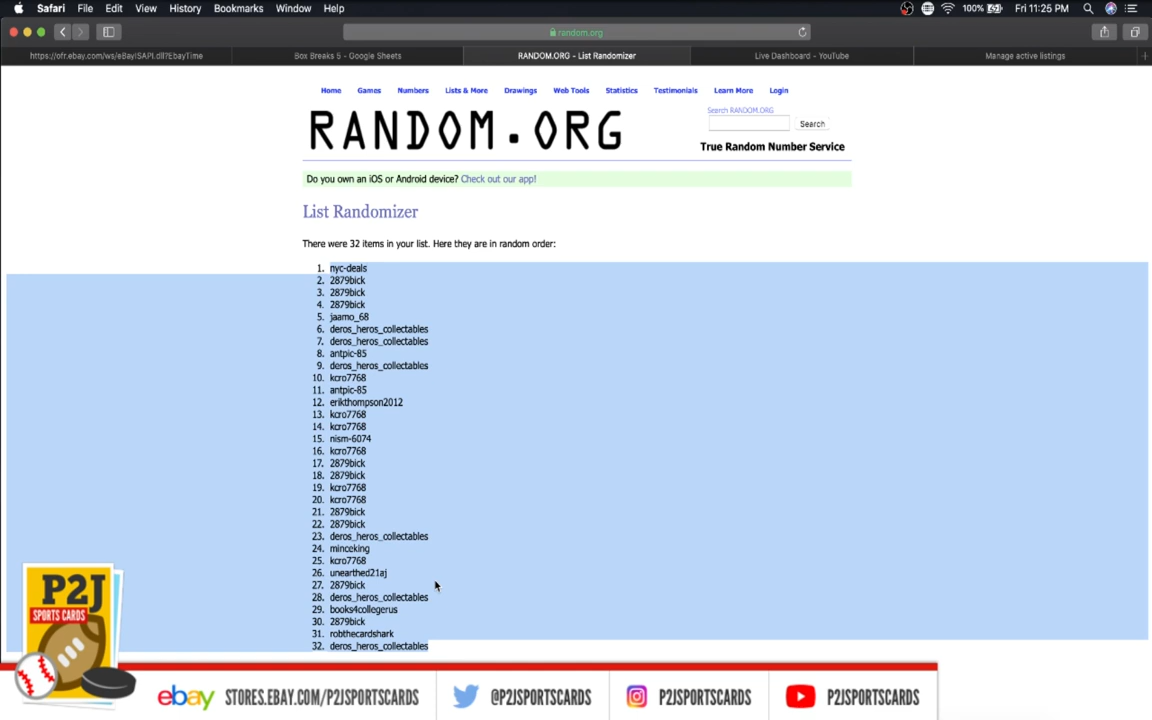 Safari File Edit View History Bookmarks Window Help 100% Fri 11:25 PM
random.org
https://ofr.ebay.com/ws/eBayISAPI.dll?EbayTime Box Breaks 5 - Google Sheets RANDOM.ORG - List Randomizer Live Dashboard - YouTube Manage active listings
Home Games Numbers Lists & More Drawings Web Tools Statistics Testimonials Learn More Login
Search RANDOM.ORG
Search
RANDOM.ORG
True Random Number Service
Do you own an iOS or Android device? Check out our app!
List Randomizer
There were 32 items in your list. Here they are in random order:
1. nyc-deals
2. 2879bick
3. 2879bick
4. 2879bick
5. jaamo_68
6. deros_heros_collectables
7. deros_heros_collectables
8. antpic-85
9. deros_heros_collectables
10. kcro7768
11. antpic-85
12. erikthompson2012
13. kcro7768
14. kcro7768
15. nism-6074
16. kcro7768
17. 2879bick
18. 2879bick
19. kcro7768
20. kcro7768
21. 2879bick
22. 2879bick
23. deros_heros_collectables
24. minceking
25. kcro7768
26. unearthed21aj
27. 2879bick
28. deros_heros_collectables
29. books4collegerus
30. 2879bick
31. robthecardshark
32. deros_heros_collectables
P2J
SPORTS CARDS
ebay STORES.EBAY.COM/P2JSPORTSCARDS @P2JSPORTSCARDS P2JSPORTSCARDS P2JSPORTSCARDS